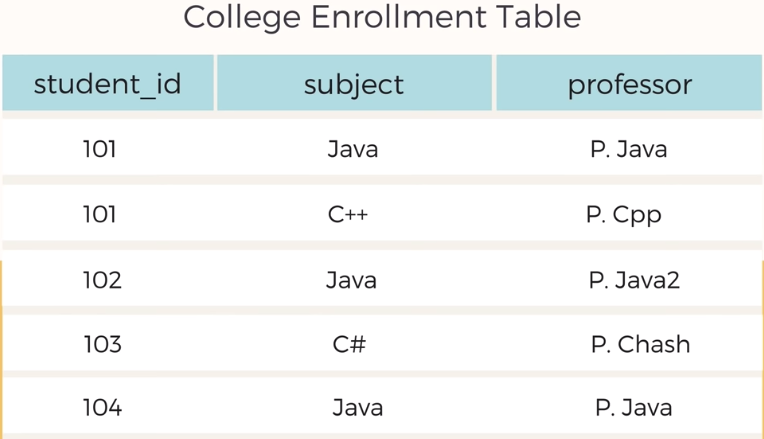 College Enrollment Table
student_id subject professor
101 Java P. Java
101 C++ P. Cpp
102 Java P. Java2
103 C# P. Chash
104 Java P. Java